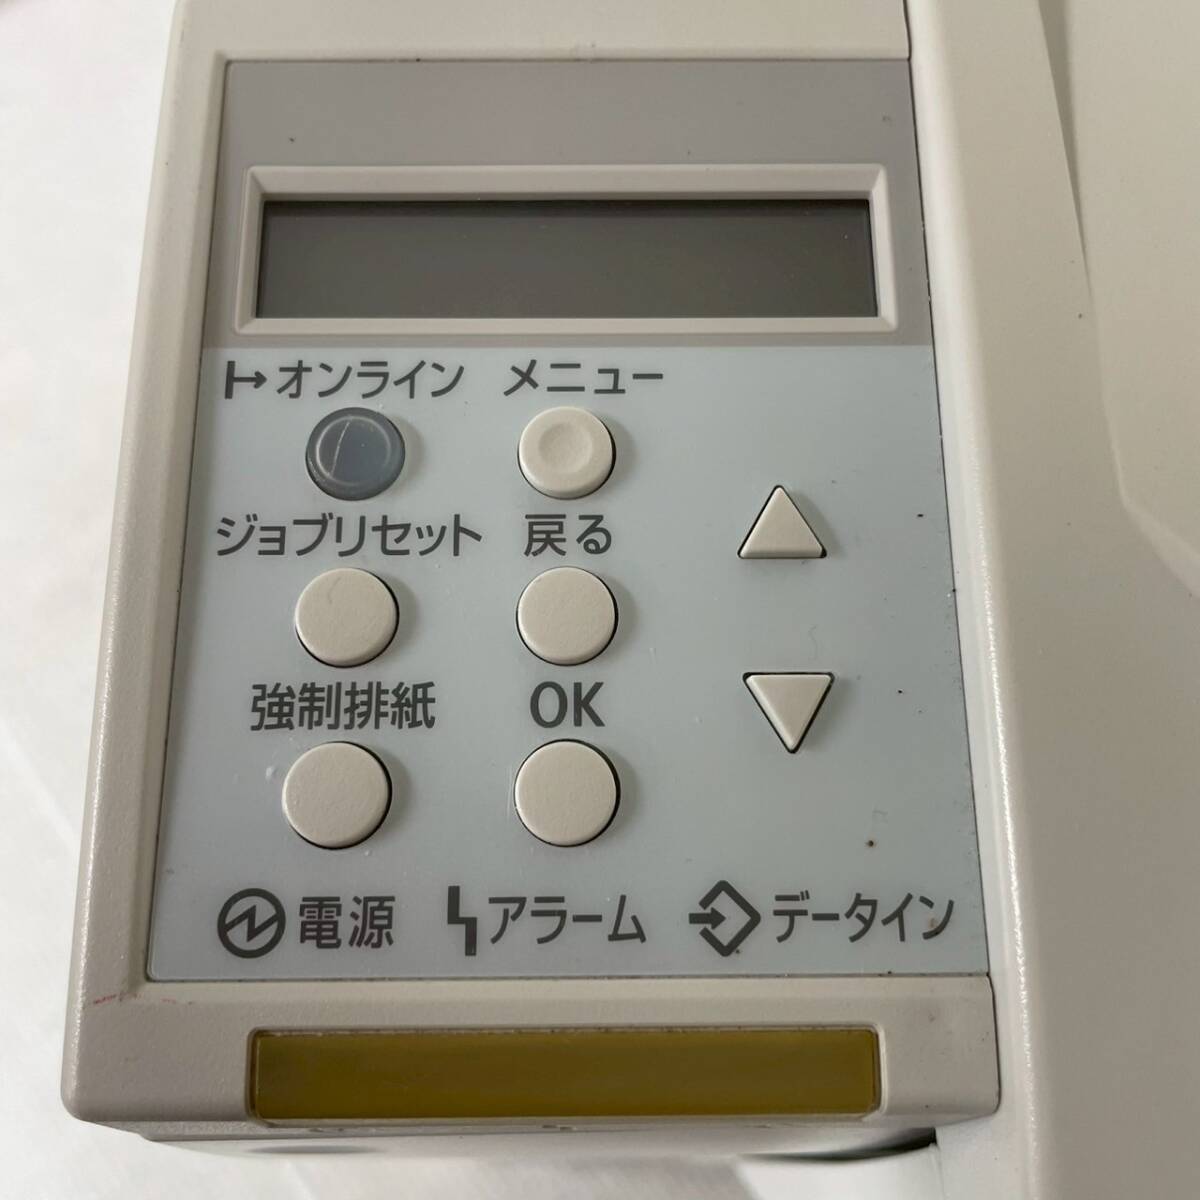 オンライン メニュー
ジョブリセット 戻る
強制排紙 OK
電源 アラーム データイン